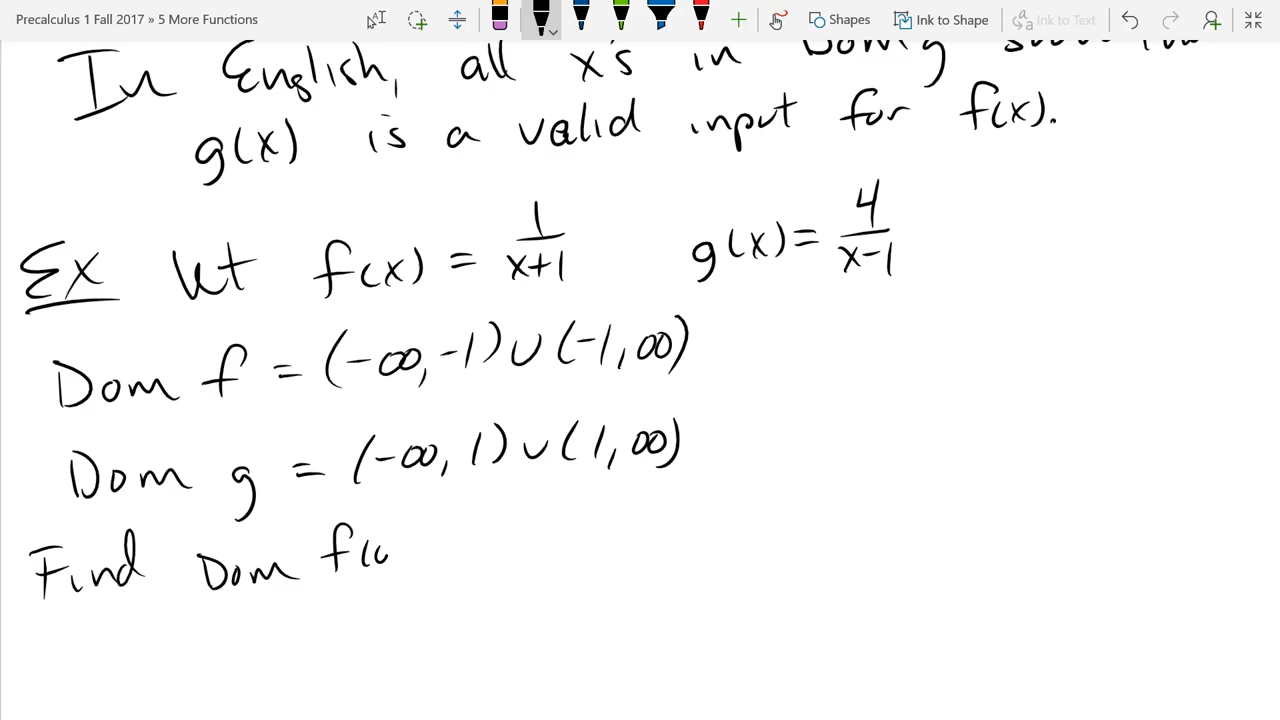 Precalculus 1 Fall 2017 » 5 More Functions
Shapes Ink to Shape Ink to Text
In English, all x's in Dom g
g(x) is a valid input for f(x).
Ex let f(x) = 1/(x+1) g(x) = 4/(x-1)
Dom f = (-∞, -1) ∪ (-1, ∞)
Dom g = (-∞, 1) ∪ (1, ∞)
Find Dom f(